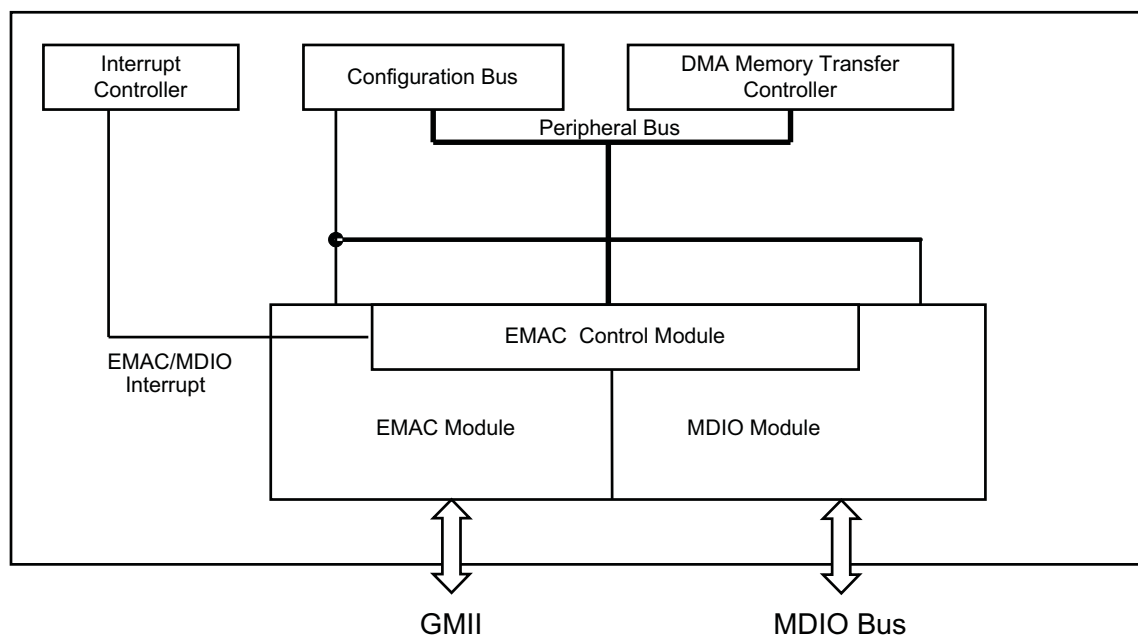 Interrupt
Controller
Configuration Bus
DMA Memory Transfer
Controller
Peripheral Bus
EMAC Control Module
EMAC/MDIO
Interrupt
EMAC Module
MDIO Module
GMII
MDIO Bus